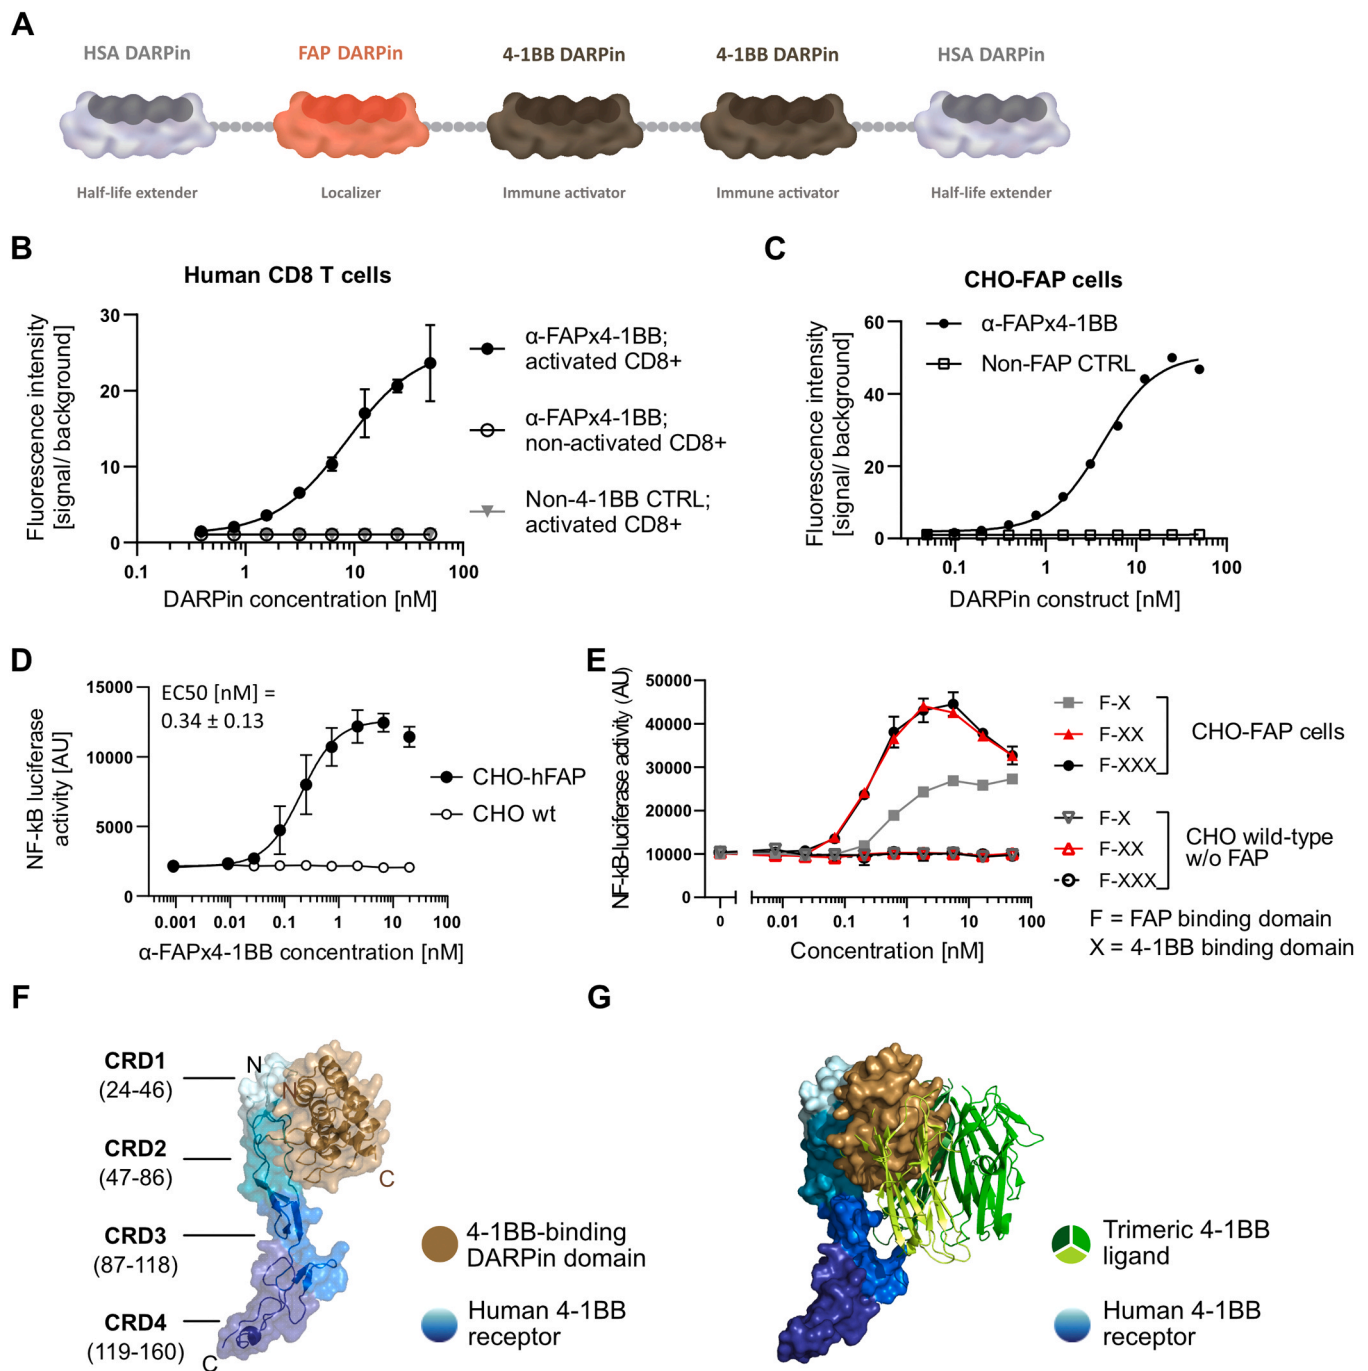 A
HSA DARPin
FAP DARPin
4-1BB DARPin
4-1BB DARPin
HSA DARPin
Half-life extender
Localizer
Immune activator
Immune activator
Half-life extender
B
Human CD8 T cells
Fluorescence intensity
[signal/ background]
30
20
10
0
0.1
1
10
100
DARPin concentration [nM]
α-FAPx4-1BB;
activated CD8+
α-FAPx4-1BB;
non-activated CD8+
Non-4-1BB CTRL;
activated CD8+
C
CHO-FAP cells
Fluorescence intensity
[signal/ background]
60
40
20
0
0.1
1
10
100
DARPin construct [nM]
α-FAPx4-1BB
Non-FAP CTRL
D
NF-kB luciferase
activity [AU]
15000
10000
5000
0
EC50 [nM] =
0.34 ± 0.13
0.001
0.01
0.1
1
10
100
α-FAPx4-1BB concentration [nM]
CHO-hFAP
CHO wt
E
NF-kB-luciferase activity (AU)
50000
40000
30000
20000
10000
0
0
0.01
0.1
1
10
100
Concentration [nM]
F-X
F-XX
F-XXX
CHO-FAP cells
F-X
F-XX
F-XXX
CHO wild-type
w/o FAP
F = FAP binding domain
X = 4-1BB binding domain
F
CRD1
(24-46)
CRD2
(47-86)
CRD3
(87-118)
CRD4
(119-160)
N
N
C
C
4-1BB-binding
DARPin domain
Human 4-1BB
receptor
G
Trimeric 4-1BB
ligand
Human 4-1BB
receptor